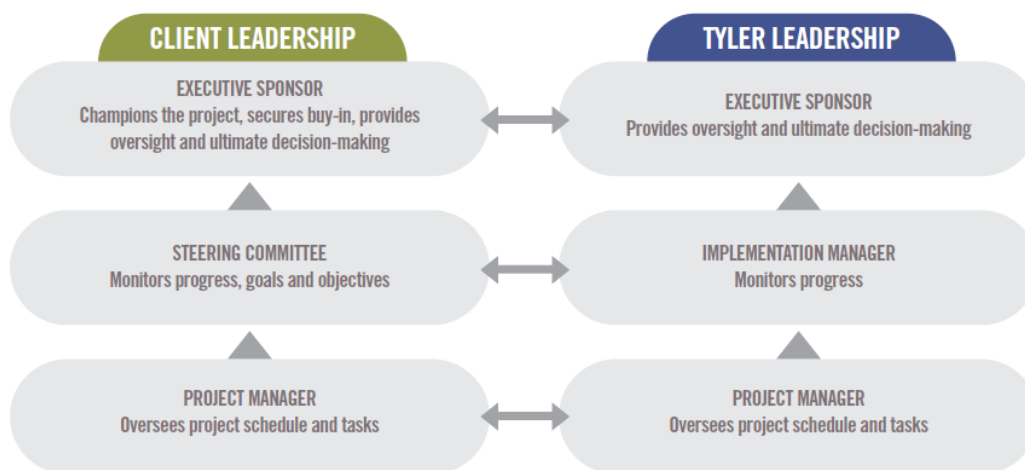 CLIENT LEADERSHIP
EXECUTIVE SPONSOR
Champions the project, secures buy-in, provides
oversight and ultimate decision-making
STEERING COMMITTEE
Monitors progress, goals and objectives
PROJECT MANAGER
Oversees project schedule and tasks
TYLER LEADERSHIP
EXECUTIVE SPONSOR
Provides oversight and ultimate decision-making
IMPLEMENTATION MANAGER
Monitors progress
PROJECT MANAGER
Oversees project schedule and tasks